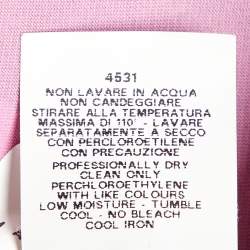 4531
NON LAVARE IN ACQUA
NON CANDEGGIARE
STIRARE ALLA TEMPERATURA
MASSIMA DI 110° - LAVARE
SEPARATAMENTE A SECCO
CON PERCLOROETILENE
CON PRECAUZIONE
PROFESSIONALLY DRY
CLEAN ONLY
PERCHLOROETHYLENE
WITH LIKE COLOURS
LOW MOISTURE - TUMBLE
COOL - NO BLEACH
COOL IRON